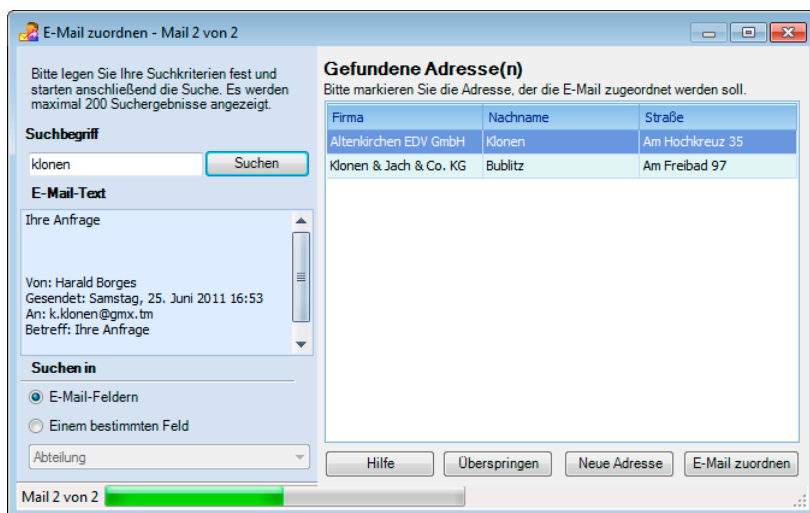 E-Mail zuordnen - Mail 2 von 2
Bitte legen Sie Ihre Suchkriterien fest und
starten anschließend die Suche. Es werden
maximal 200 Suchergebnisse angezeigt.
Suchbegriff
klonen
Suchen
E-Mail-Text
Ihre Anfrage
Von: Harald Borges
Gesendet: Samstag, 25. Juni 2011 16:53
An: k.klonen@gmx.tm
Betreff: Ihre Anfrage
Suchen in
E-Mail-Feldern
Einem bestimmten Feld
Abteilung
Gefundene Adresse(n)
Bitte markieren Sie die Adresse, der die E-Mail zugeordnet werden soll.
Firma Nachname Straße
Altenkirchen EDV GmbH Klonen Am Hochkreuz 35
Klonen & Jach & Co. KG Bublitz Am Freibad 97
Hilfe Überspringen Neue Adresse E-Mail zuordnen
Mail 2 von 2